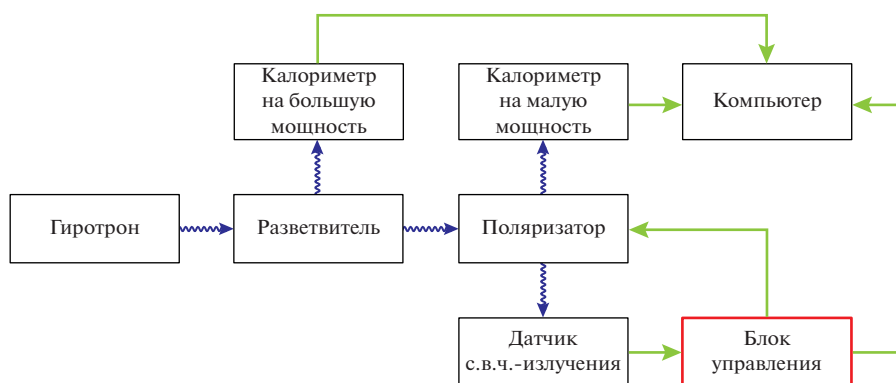 Калориметр
на большую
мощность
Калориметр
на малую
мощность
Компьютер
Гиротрон
Разветвитель
Поляризатор
Датчик
с.в.ч.-излучения
Блок
управления